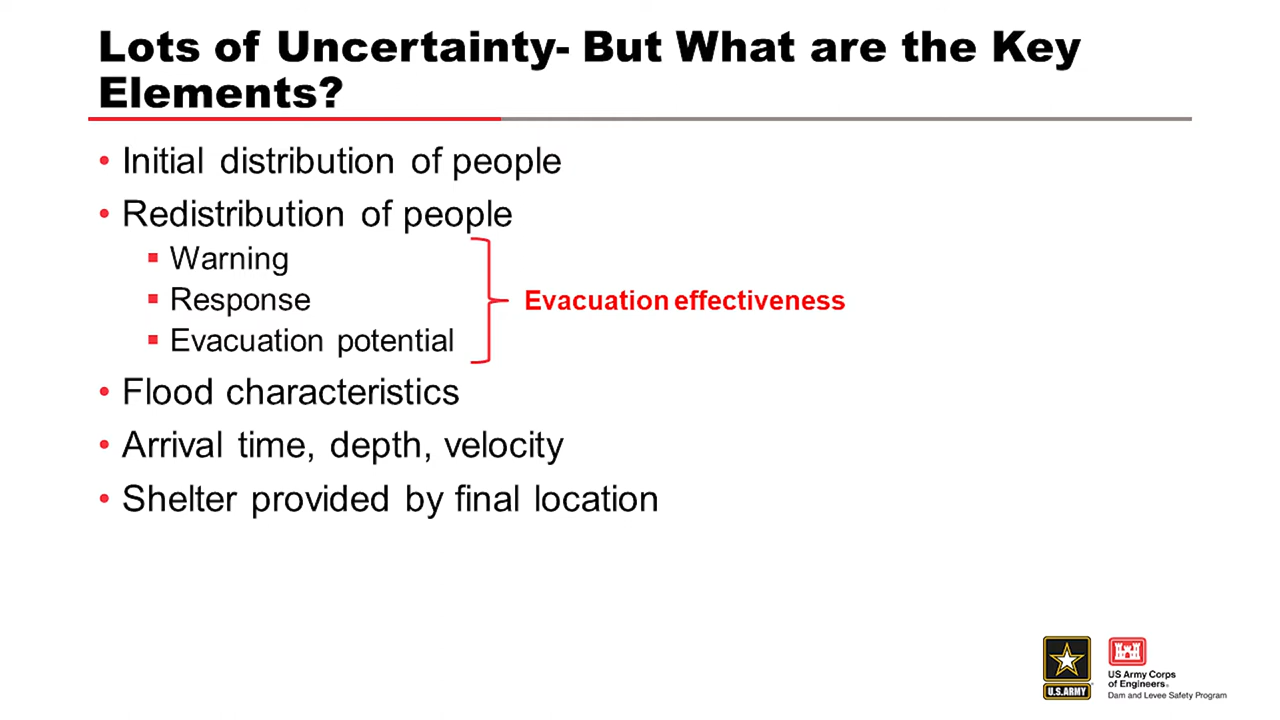 Lots of Uncertainty- But What are the Key
Elements?
• Initial distribution of people
• Redistribution of people
▪ Warning
▪ Response
▪ Evacuation potential
Evacuation effectiveness
• Flood characteristics
• Arrival time, depth, velocity
• Shelter provided by final location
U.S.ARMY
US Army Corps
of Engineers®
Dam and Levee Safety Program